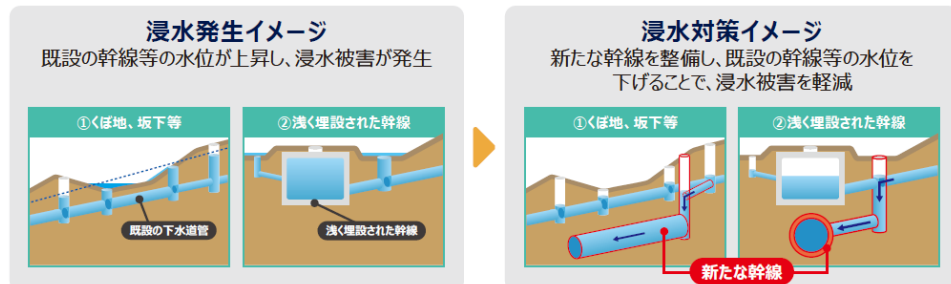 浸水発生イメージ
既設の幹線等の水位が上昇し、浸水被害が発生
①くぼ地、坂下等
②浅く埋設された幹線
既設の下水道管
浅く埋設された幹線
浸水対策イメージ
新たな幹線を整備し、既設の幹線等の水位を
下げることで、浸水被害を軽減
①くぼ地、坂下等
②浅く埋設された幹線
新たな幹線